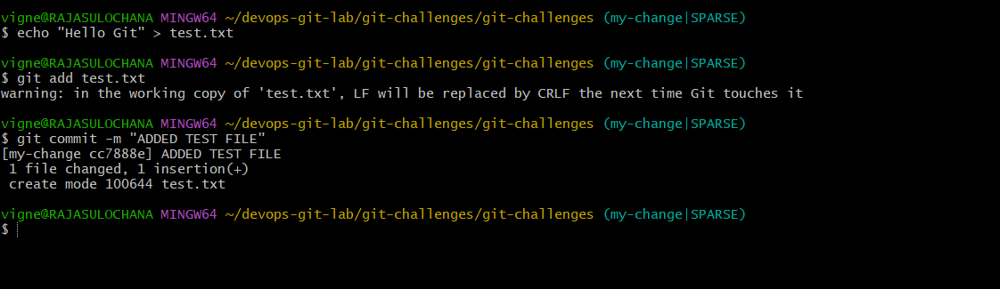 vigne@RAJASULOCHANA MINGW64 ~/devops-git-lab/git-challenges/git-challenges (my-change|SPARSE)
$ echo "Hello Git" > test.txt
vigne@RAJASULOCHANA MINGW64 ~/devops-git-lab/git-challenges/git-challenges (my-change|SPARSE)
$ git add test.txt
warning: in the working copy of 'test.txt', LF will be replaced by CRLF the next time Git touches it
vigne@RAJASULOCHANA MINGW64 ~/devops-git-lab/git-challenges/git-challenges (my-change|SPARSE)
$ git commit -m "ADDED TEST FILE"
[my-change cc7888e] ADDED TEST FILE
 1 file changed, 1 insertion(+)
 create mode 100644 test.txt
vigne@RAJASULOCHANA MINGW64 ~/devops-git-lab/git-challenges/git-challenges (my-change|SPARSE)
$